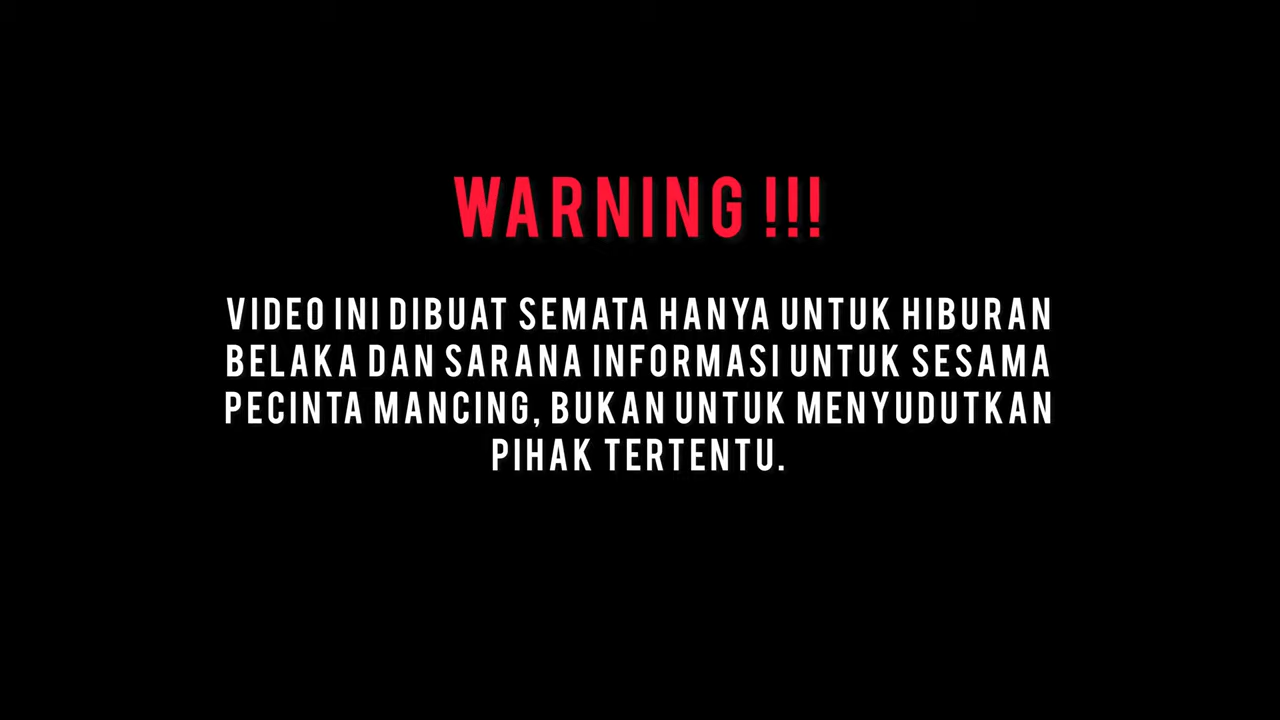 WARNING !!!
VIDEO INI DIBUAT SEMATA HANYA UNTUK HIBURAN
BELAKA DAN SARANA INFORMASI UNTUK SESAMA
PECINTA MANCING, BUKAN UNTUK MENYUDUTKAN
PIHAK TERTENTU.